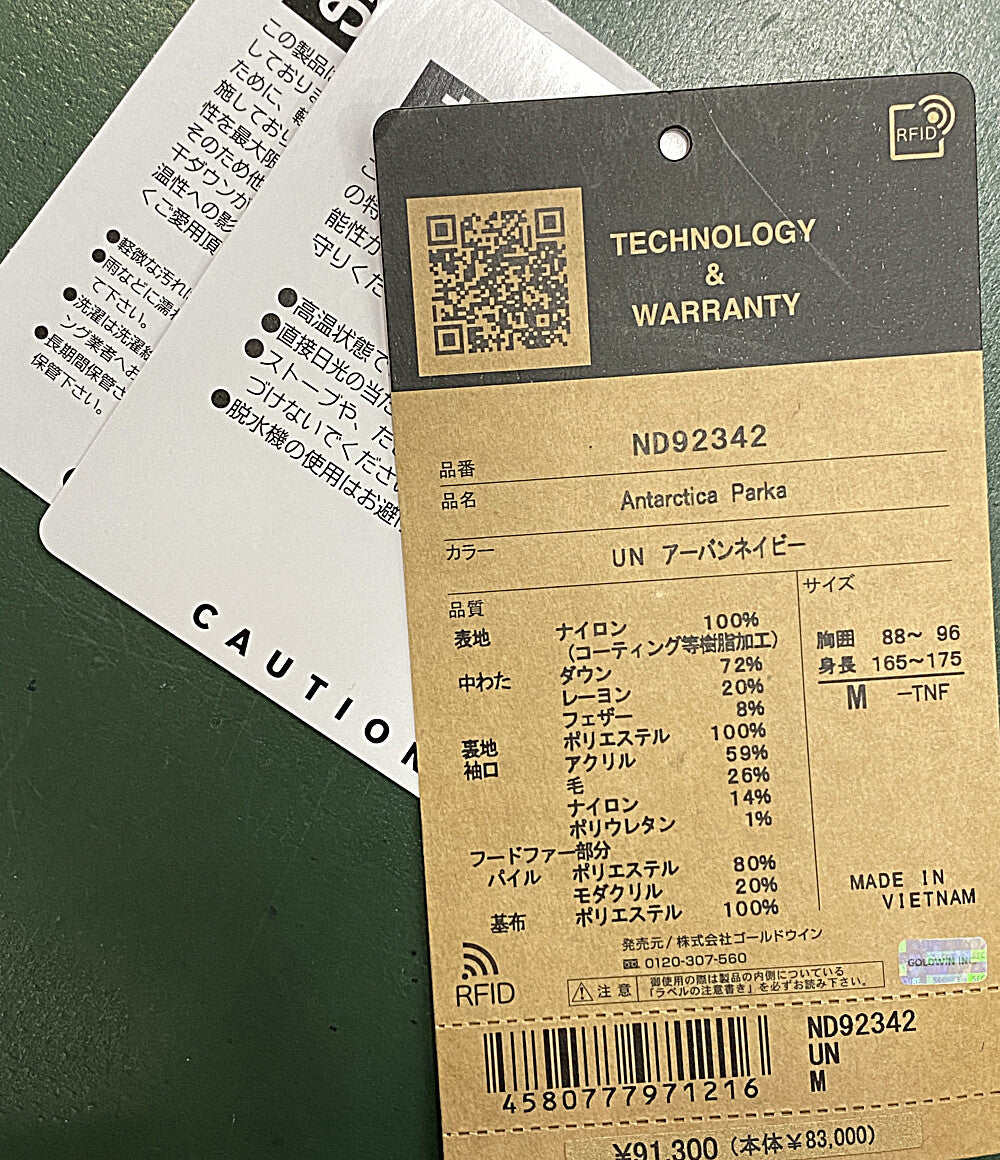 この製品は
しており
ために、
施しており
性を最大限
そのため他
干ダウンが
温性への影
くご愛用頂
●軽微な汚れは
●雨などに濡
て下さい。
●洗濯は洗濯
ング業者へお
●長期間保管さ
保管下さい。
の特
能性が
守りくだ
●高温状態で
●直接日光の当た
●ストーブや、た
づけないでください
●脱水機の使用はお避け
CAUTION
RFID
TECHNOLOGY
&
WARRANTY
品番 ND92342
品名 Antarctica Parka
カラー UN アーバンネイビー
品質
表地 ナイロン 100%
(コーティング等樹脂加工)
中わた ダウン 72%
レーヨン 20%
フェザー 8%
裏地 ポリエステル 100%
袖口 アクリル 59%
毛 26%
ナイロン 14%
ポリウレタン 1%
フードファー部分
パイル ポリエステル 80%
モダクリル 20%
基布 ポリエステル 100%
サイズ
胸囲 88~ 96
身長 165~175
M -TNF
MADE IN
VIETNAM
発売元/株式会社ゴールドウイン
0120-307-560
RFID
注意 御使用の際は製品の内側についている
「ラベルの注意書き」を必ずお読み下さい。
GOLDWIN INC.
4580777971216
ND92342
UN
M
¥91,300 (本体¥83,000)